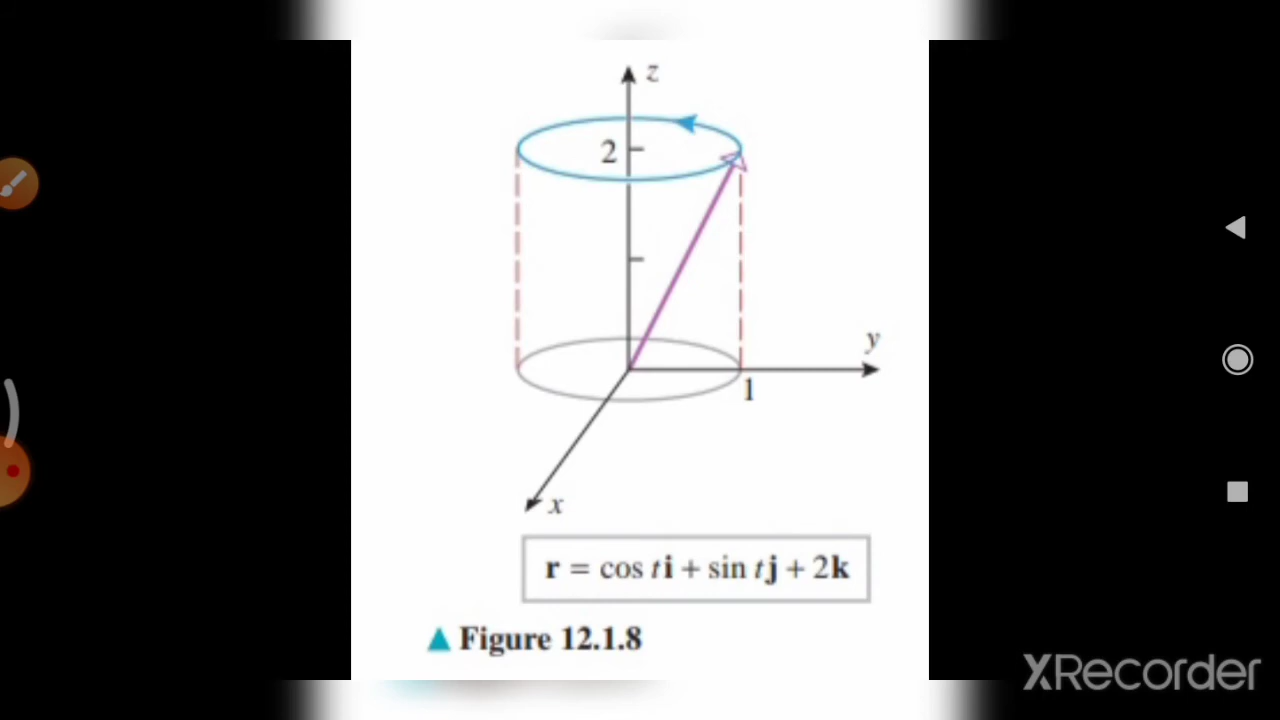 z
2
y
1
x
r = cos t i + sin t j + 2k
▲ Figure 12.1.8
XRecorder